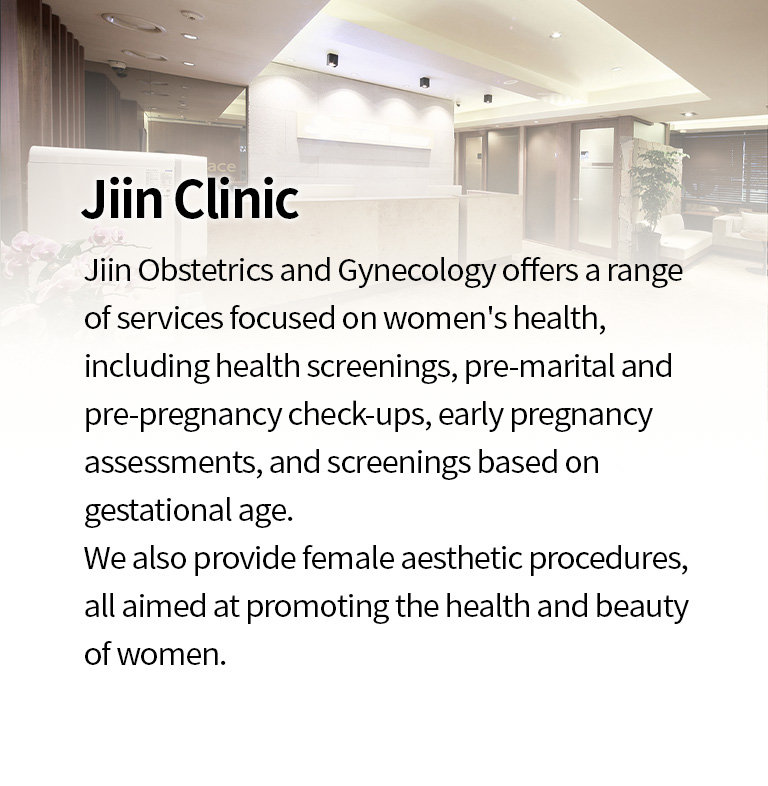 Jiin Clinic
Jiin Obstetrics and Gynecology offers a range
of services focused on women's health,
including health screenings, pre-marital and
pre-pregnancy check-ups, early pregnancy
assessments, and screenings based on
gestational age.
We also provide female aesthetic procedures,
all aimed at promoting the health and beauty
of women.